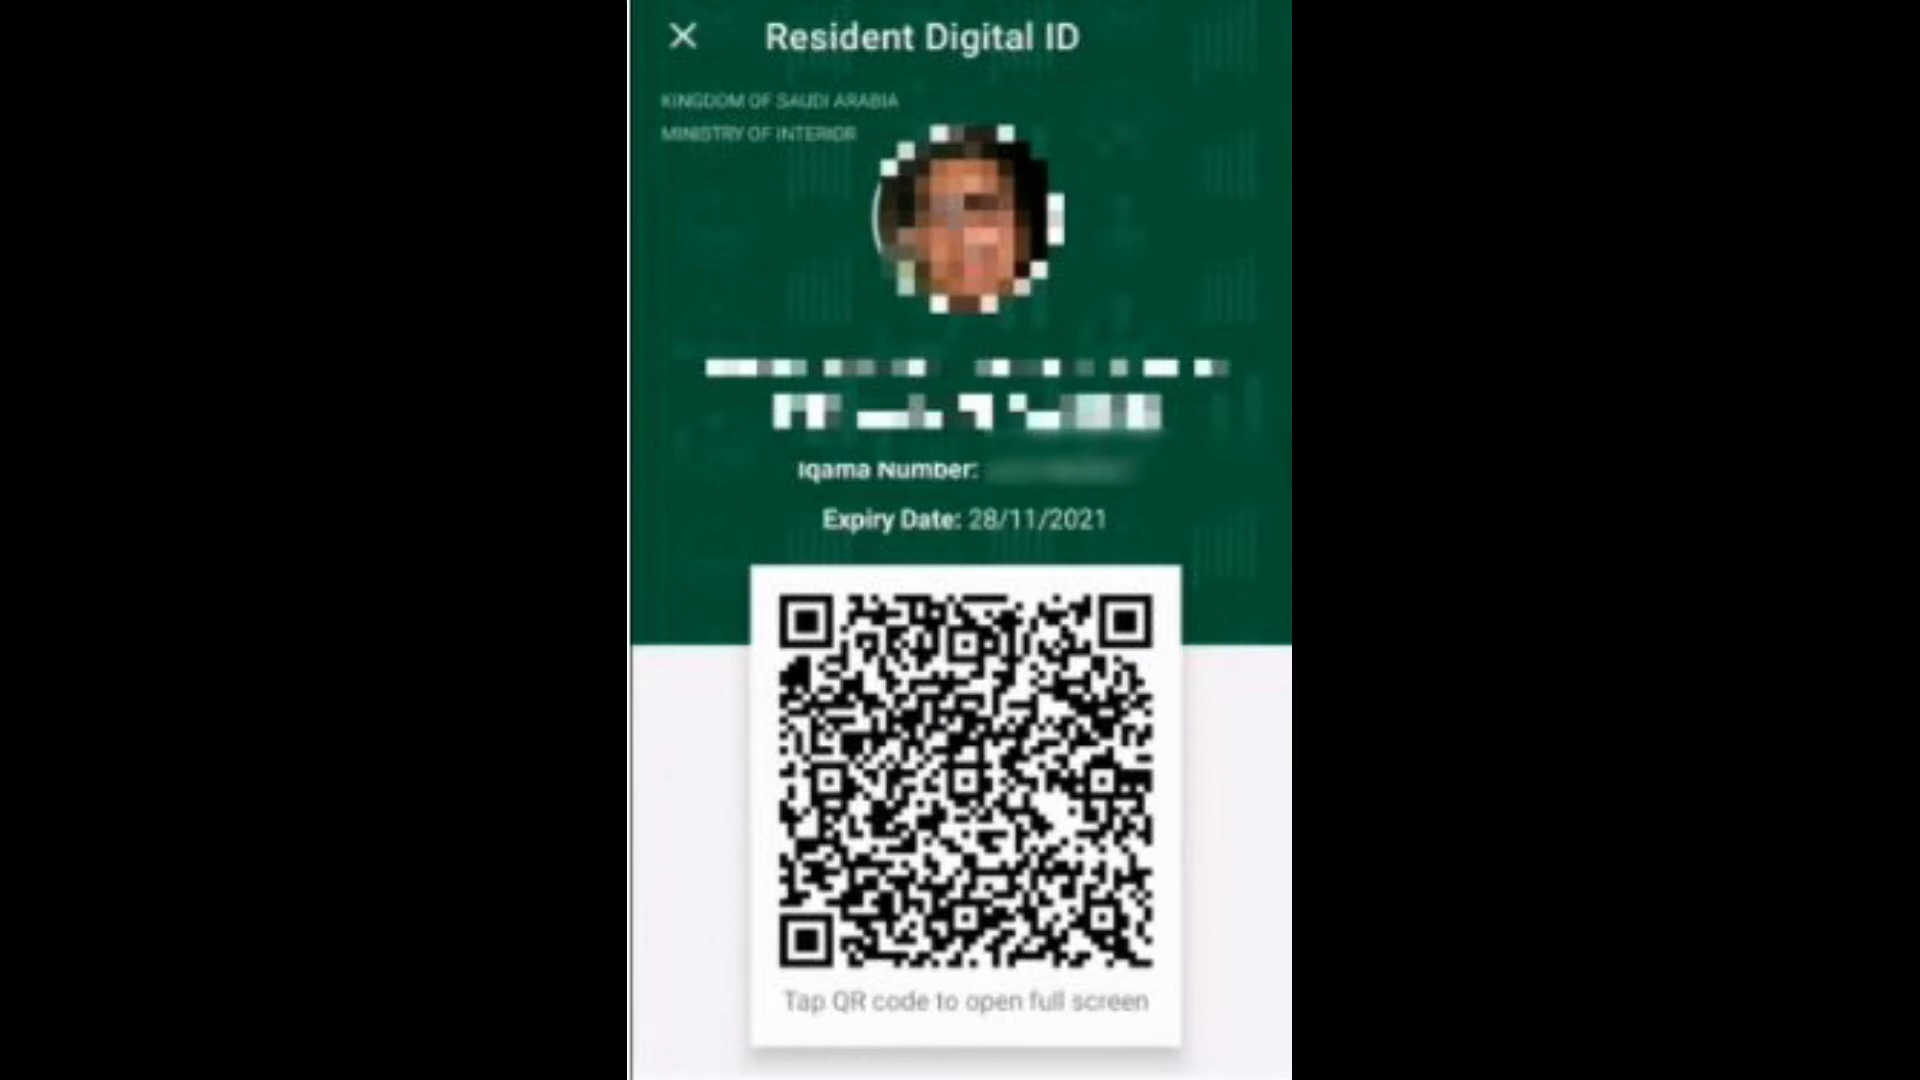 Resident Digital ID
KINGDOM OF SAUDI ARABIA
MINISTRY OF INTERIOR
Iqama Number:
Expiry Date: 28/11/2021
Tap QR code to open full screen